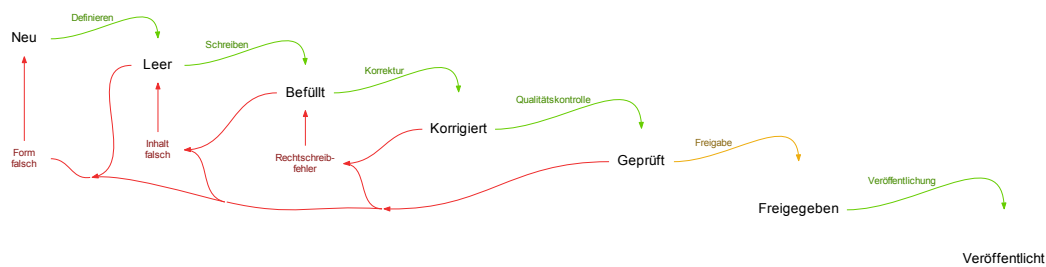 Definieren
Neu
Schreiben
Leer
Korrektur
Befüllt
Qualitätskontrolle
Korrigiert
Form
falsch
Inhalt
falsch
Rechtschreib-
fehler
Geprüft
Freigabe
Veröffentlichung
Freigegeben
Veröffentlicht